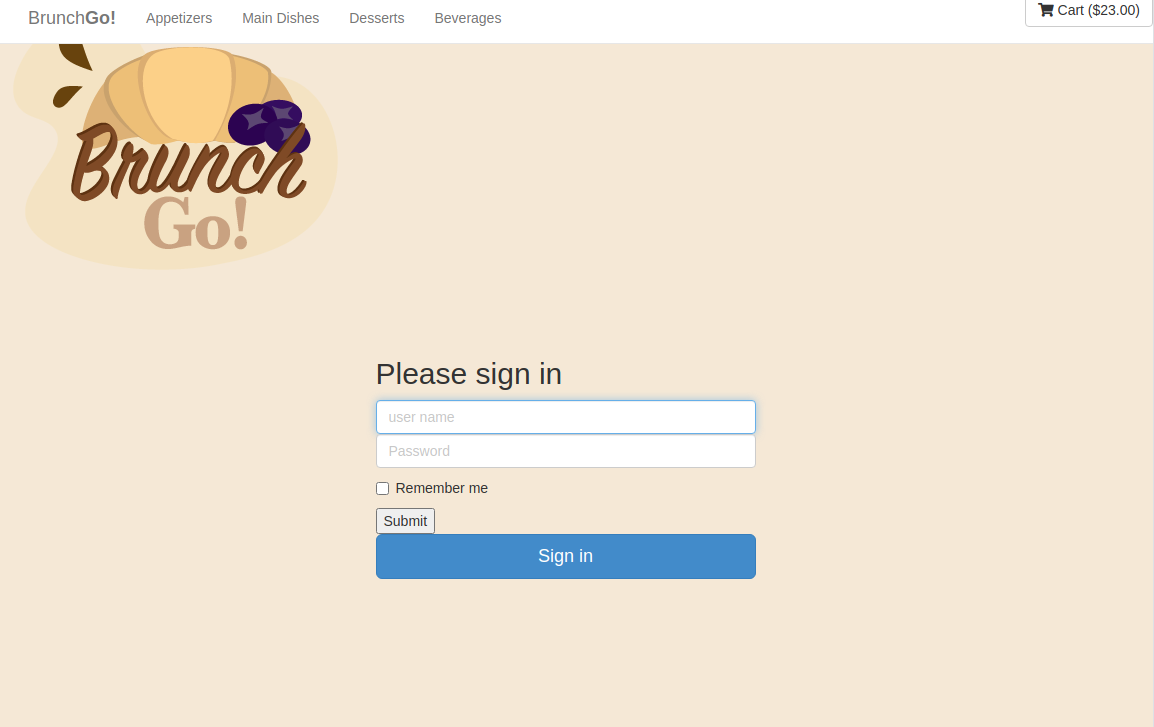 BrunchGo! Appetizers Main Dishes Desserts Beverages Cart ($23.00)
Brunch
Go!
Please sign in
user name
Password
Remember me
Submit
Sign in